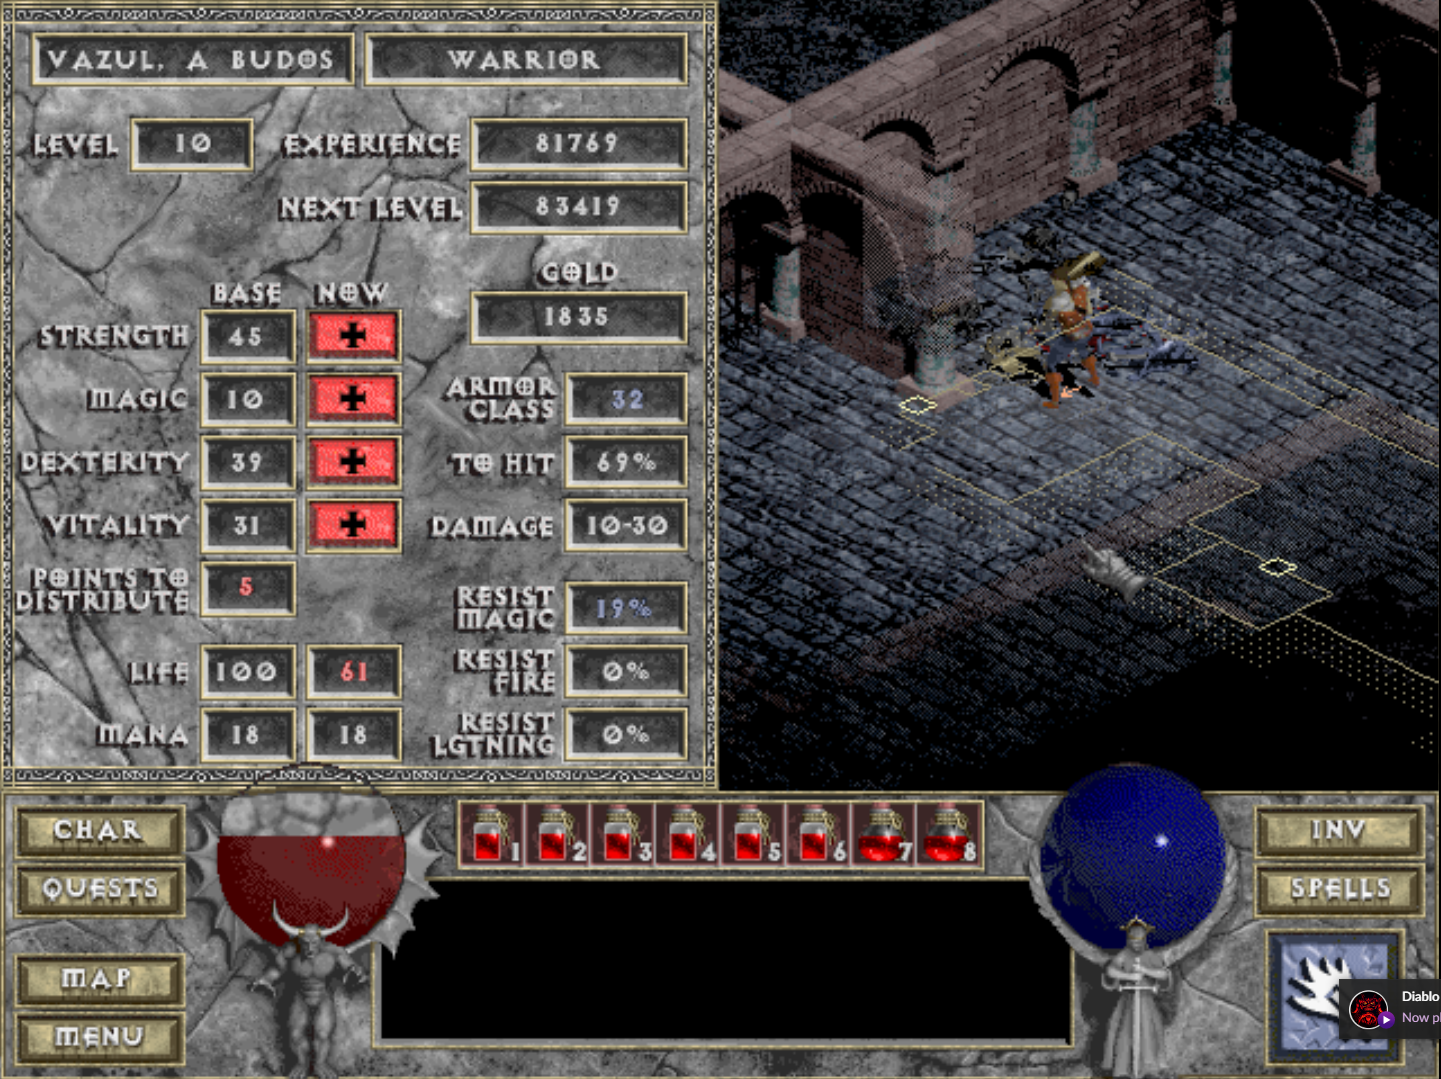 VAZUL, A BUDOS
WARRIOR
LEVEL 10
EXPERIENCE 81769
NEXT LEVEL 83419
GOLD
1835
BASE NOW
STRENGTH 45
MAGIC 10
DEXTERITY 39
VITALITY 31
POINTS TO
DISTRIBUTE 5
LIFE 100 61
MANA 18 18
ARMOR
CLASS 32
TO HIT 69%
DAMAGE 10-30
RESIST
MAGIC 19%
RESIST
FIRE 0%
RESIST
LGTNING 0%
CHAR
QUESTS
MAP
MENU
1 2 3 4 5 6 7 8
INV
SPELLS
Diablo
Now pl